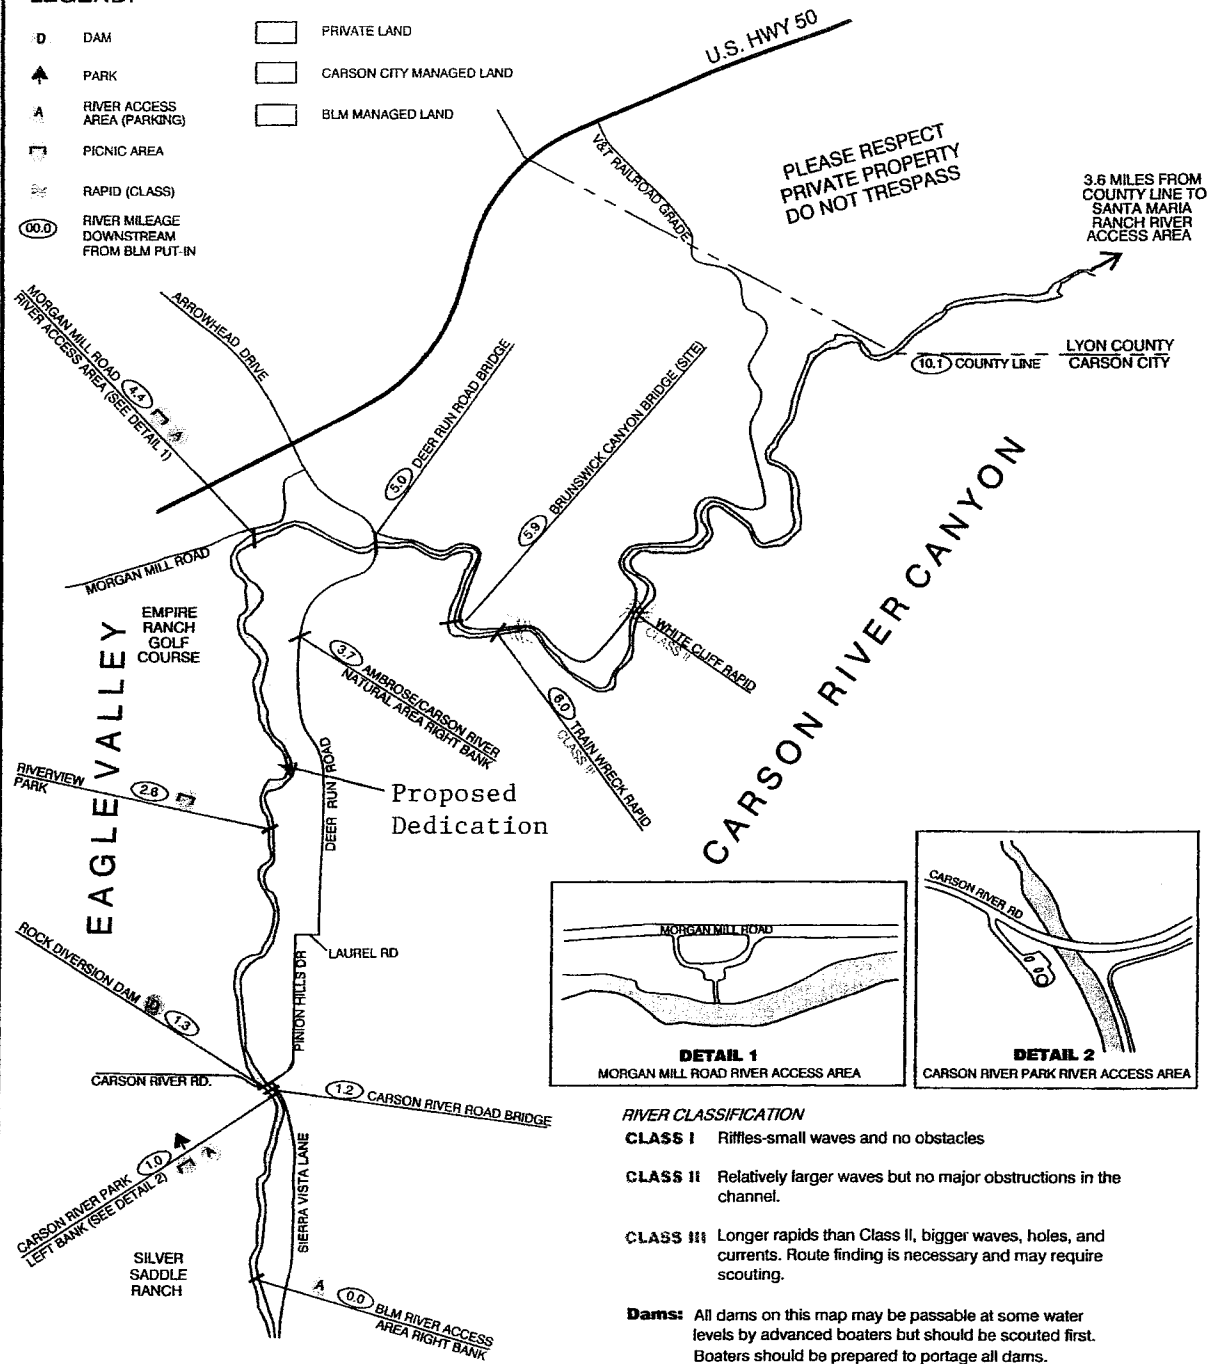 LEGEND:
D DAM
PARK
A RIVER ACCESS
AREA (PARKING)
PICNIC AREA
RAPID (CLASS)
00.0 RIVER MILEAGE
DOWNSTREAM
FROM BLM PUT-IN
PRIVATE LAND
CARSON CITY MANAGED LAND
BLM MANAGED LAND
U.S. HWY 50
V&T RAILROAD GRADE
PLEASE RESPECT
PRIVATE PROPERTY
DO NOT TRESPASS
3.6 MILES FROM
COUNTY LINE TO
SANTA MARIA
RANCH RIVER
ACCESS AREA
LYON COUNTY
10.1 COUNTY LINE
CARSON CITY
MORGAN MILL ROAD 4.4 A
RIVER ACCESS AREA (SEE DETAIL 1)
ARROWHEAD DRIVE
5.0 DEER RUN ROAD BRIDGE
5.9 BRUNSWICK CANYON BRIDGE (SITE)
MORGAN MILL ROAD
EMPIRE
RANCH
GOLF
COURSE
EAGLE VALLEY
CARSON RIVER CANYON
WHITE CLIFF RAPID
CLASS II
3.7 AMBROSE/CARSON RIVER
NATURAL AREA RIGHT BANK
6.0 TRAIN WRECK RAPID
CLASS III
RIVERVIEW
PARK
2.8
DEER RUN ROAD
Proposed
Dedication
ROCK DIVERSION DAM D 1.3
PINION HILLS DR
LAUREL RD
CARSON RIVER RD.
1.2 CARSON RIVER ROAD BRIDGE
CARSON RIVER PARK 1.0 A
LEFT BANK (SEE DETAIL 2)
SIERRA VISTA LANE
SILVER
SADDLE
RANCH
A 0.0 BLM RIVER ACCESS
AREA RIGHT BANK
MORGAN MILL ROAD
DETAIL 1
MORGAN MILL ROAD RIVER ACCESS AREA
CARSON RIVER RD
DETAIL 2
CARSON RIVER PARK RIVER ACCESS AREA
RIVER CLASSIFICATION
CLASS I Riffles-small waves and no obstacles
CLASS II Relatively larger waves but no major obstructions in the
channel.
CLASS III Longer rapids than Class II, bigger waves, holes, and
currents. Route finding is necessary and may require
scouting.
Dams: All dams on this map may be passable at some water
levels by advanced boaters but should be scouted first.
Boaters should be prepared to portage all dams.